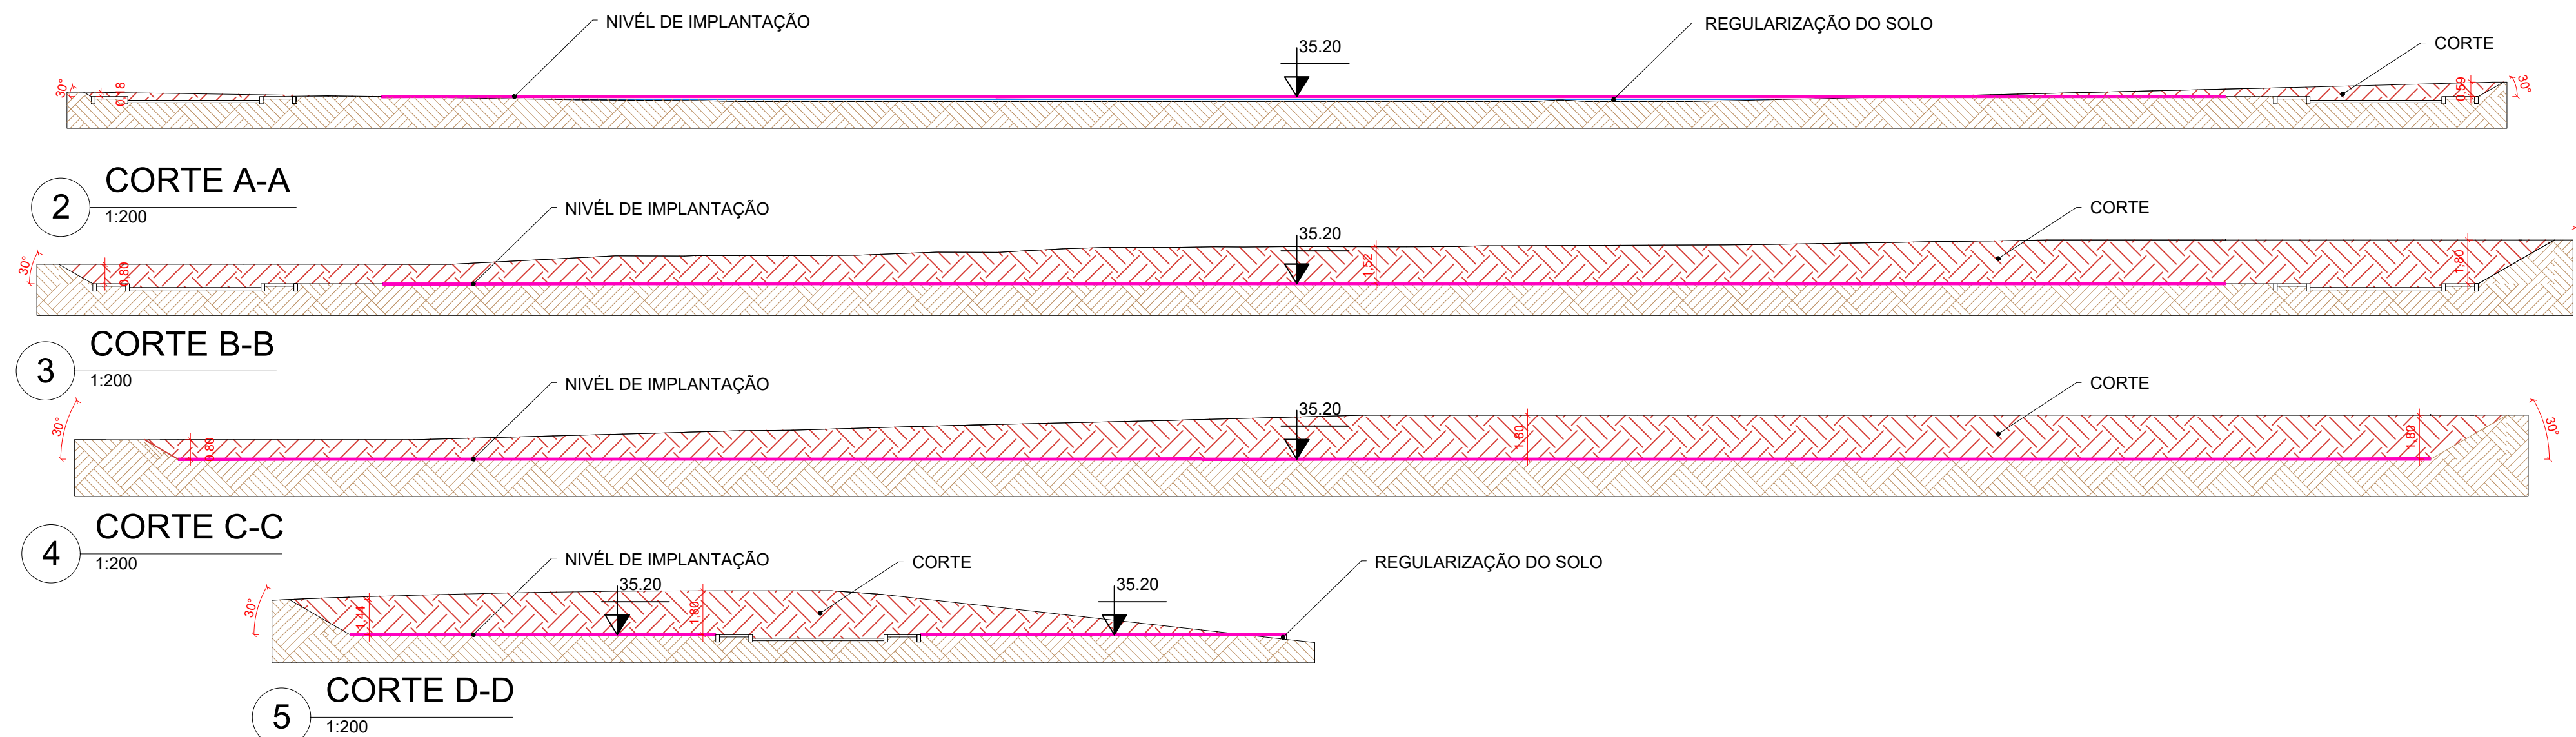 NIVÉL DE IMPLANTAÇÃO
REGULARIZAÇÃO DO SOLO
CORTE
35.20
30°
0,18
0,59
30°
2
CORTE A-A
1:200
NIVÉL DE IMPLANTAÇÃO
CORTE
35.20
30°
0,80
1,52
1,80
3
CORTE B-B
1:200
NIVÉL DE IMPLANTAÇÃO
CORTE
35.20
30°
0,80
1,80
1,80
30°
4
CORTE C-C
1:200
NIVÉL DE IMPLANTAÇÃO
CORTE
REGULARIZAÇÃO DO SOLO
35.20
35.20
30°
1,44
1,80
5
CORTE D-D
1:200